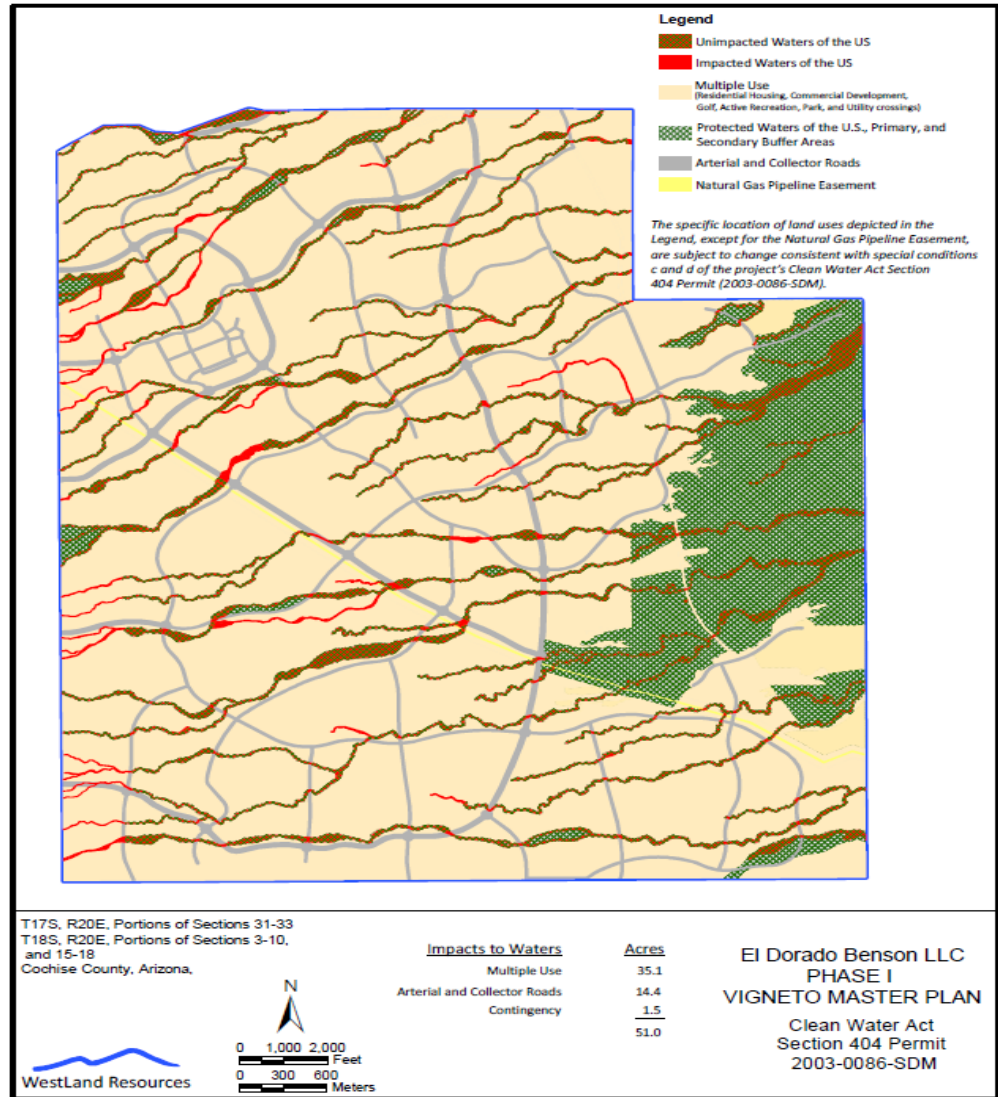 Legend
Unimpacted Waters of the US
Impacted Waters of the US
Multiple Use
(Residential Housing, Commercial Development,
Golf, Active Recreation, Park, and Utility crossings)
Protected Waters of the U.S., Primary, and
Secondary Buffer Areas
Arterial and Collector Roads
Natural Gas Pipeline Easement
The specific location of land uses depicted in the
Legend, except for the Natural Gas Pipeline Easement,
are subject to change consistent with special conditions
c and d of the project's Clean Water Act Section
404 Permit (2003-0086-SDM).
T17S, R20E, Portions of Sections 31-33
T18S, R20E, Portions of Sections 3-10,
and 15-18
Cochise County, Arizona,
WestLand Resources
N
0 1,000 2,000
Feet
0 300 600
Meters
Impacts to Waters Acres
Multiple Use 35.1
Arterial and Collector Roads 14.4
Contingency 1.5
51.0
El Dorado Benson LLC
PHASE I
VIGNETO MASTER PLAN
Clean Water Act
Section 404 Permit
2003-0086-SDM